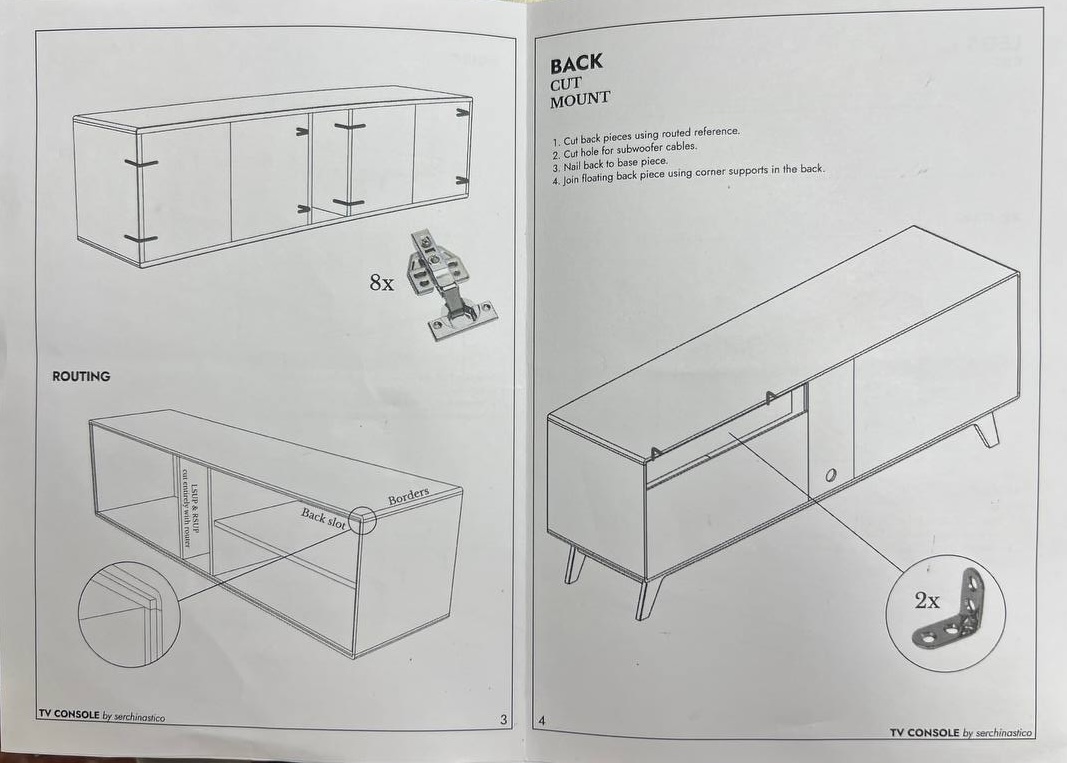 8x
ROUTING
LSUP & RSUP
cut entirely with router
Back slot
Borders
TV CONSOLE by serchinastico
3
BACK
CUT
MOUNT
1. Cut back pieces using routed reference.
2. Cut hole for subwoofer cables.
3. Nail back to base piece.
4. Join floating back piece using corner supports in the back.
2x
4
TV CONSOLE by serchinastico